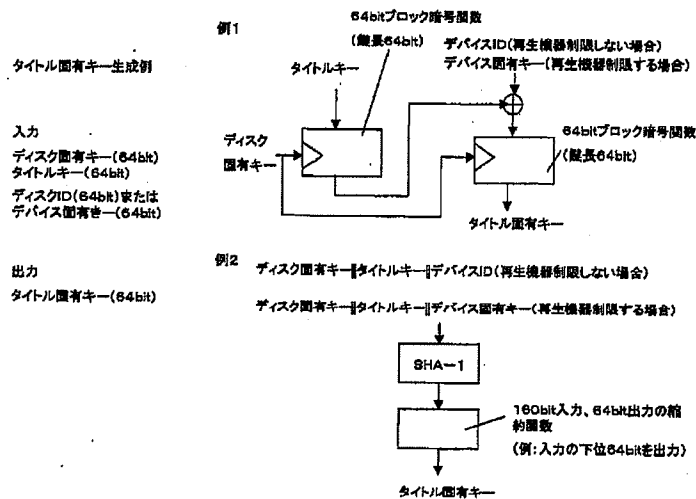 タイトル固有キー生成例
入力
ディスク固有キー(64bit)
タイトルキー(64bit)
ディスクID(64bit)または
デバイス固有きー(64bit)
出力
タイトル固有キー(64bit)
例1
64bitブロック暗号関数
(鍵長64bit)
タイトルキー
デバイスID(再生機器制限しない場合)
デバイス固有キー(再生機器制限する場合)
ディスク
固有キー
64bitブロック暗号関数
(鍵長64bit)
タイトル固有キー
例2
ディスク固有キー‖タイトルキー‖デバイスID(再生機器制限しない場合)
ディスク固有キー‖タイトルキー‖デバイス固有キー(再生機器制限する場合)
SHA-1
160bit入力、64bit出力の縮
約関数
(例:入力の下位64bitを出力)
タイトル固有キー